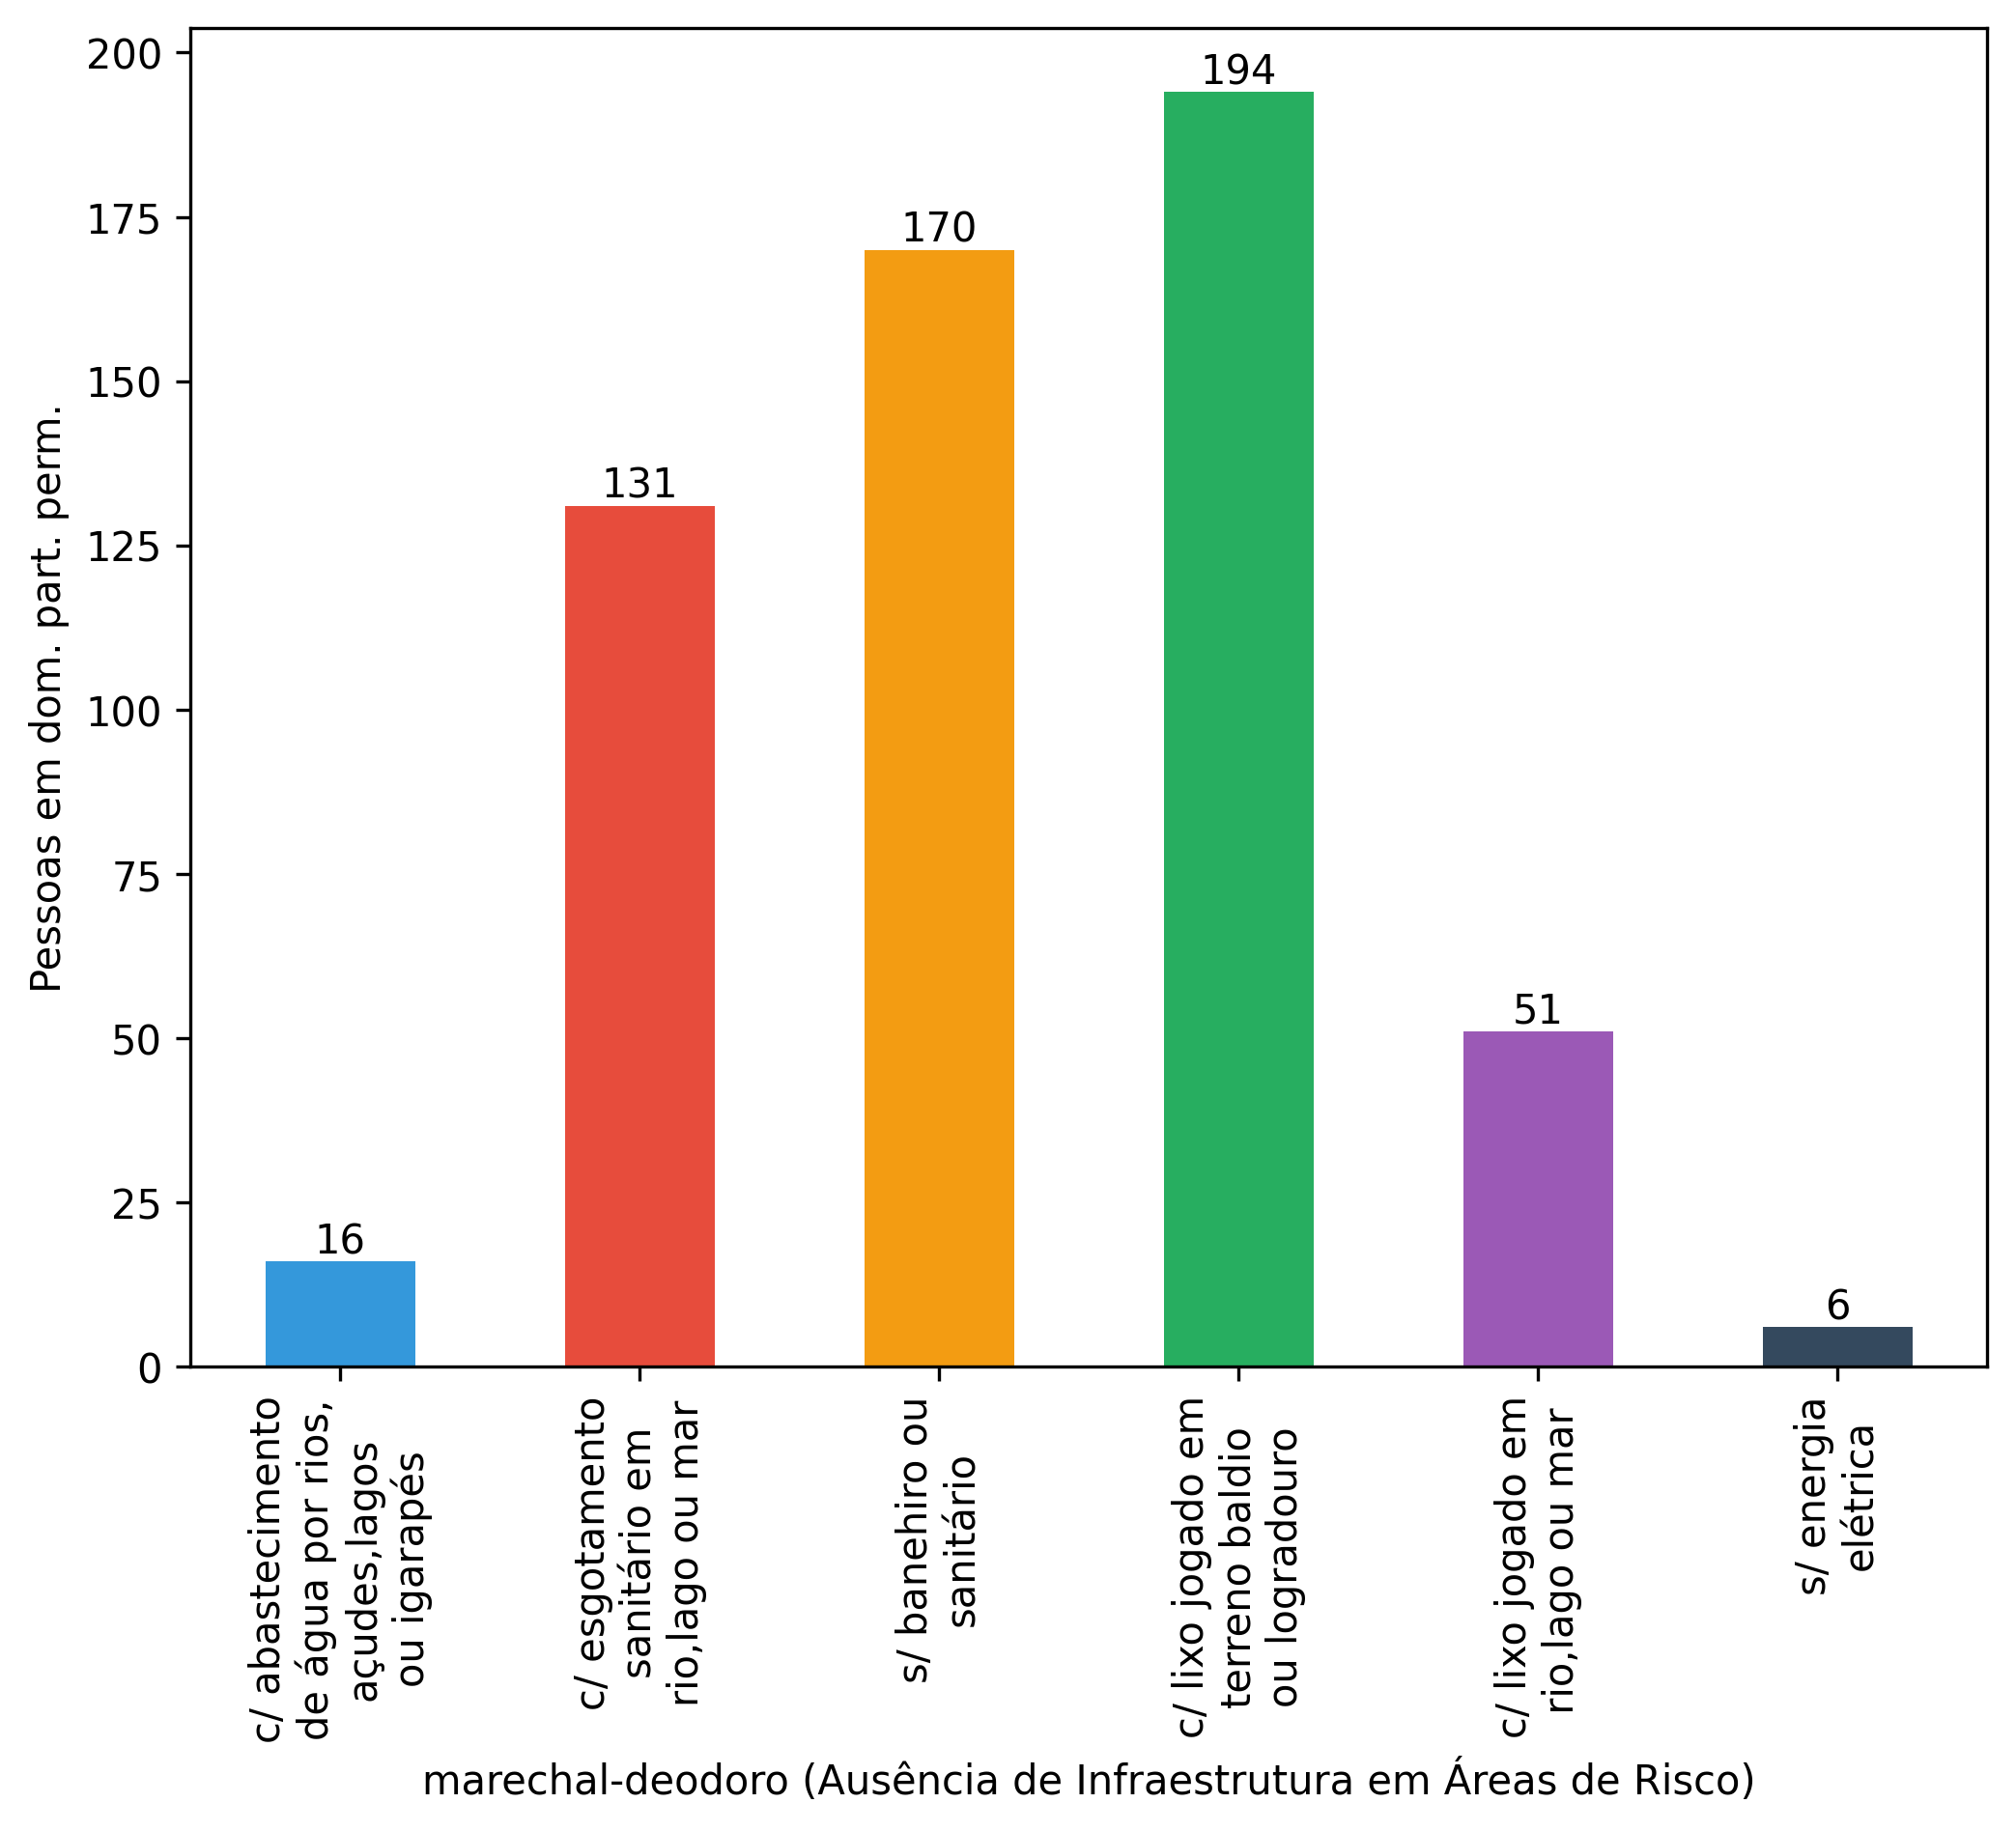 Pessoas em dom. part. perm.
200
175
150
125
100
75
50
25
0
16
131
170
194
51
6
c/ abastecimento
de água por rios,
açudes,lagos
ou igarapés
c/ esgotamento
sanitário em
rio,lago ou mar
s/ banehiro ou
sanitário
c/ lixo jogado em
terreno baldio
ou logradouro
c/ lixo jogado em
rio,lago ou mar
s/ energia
elétrica
marechal-deodoro (Ausência de Infraestrutura em Áreas de Risco)